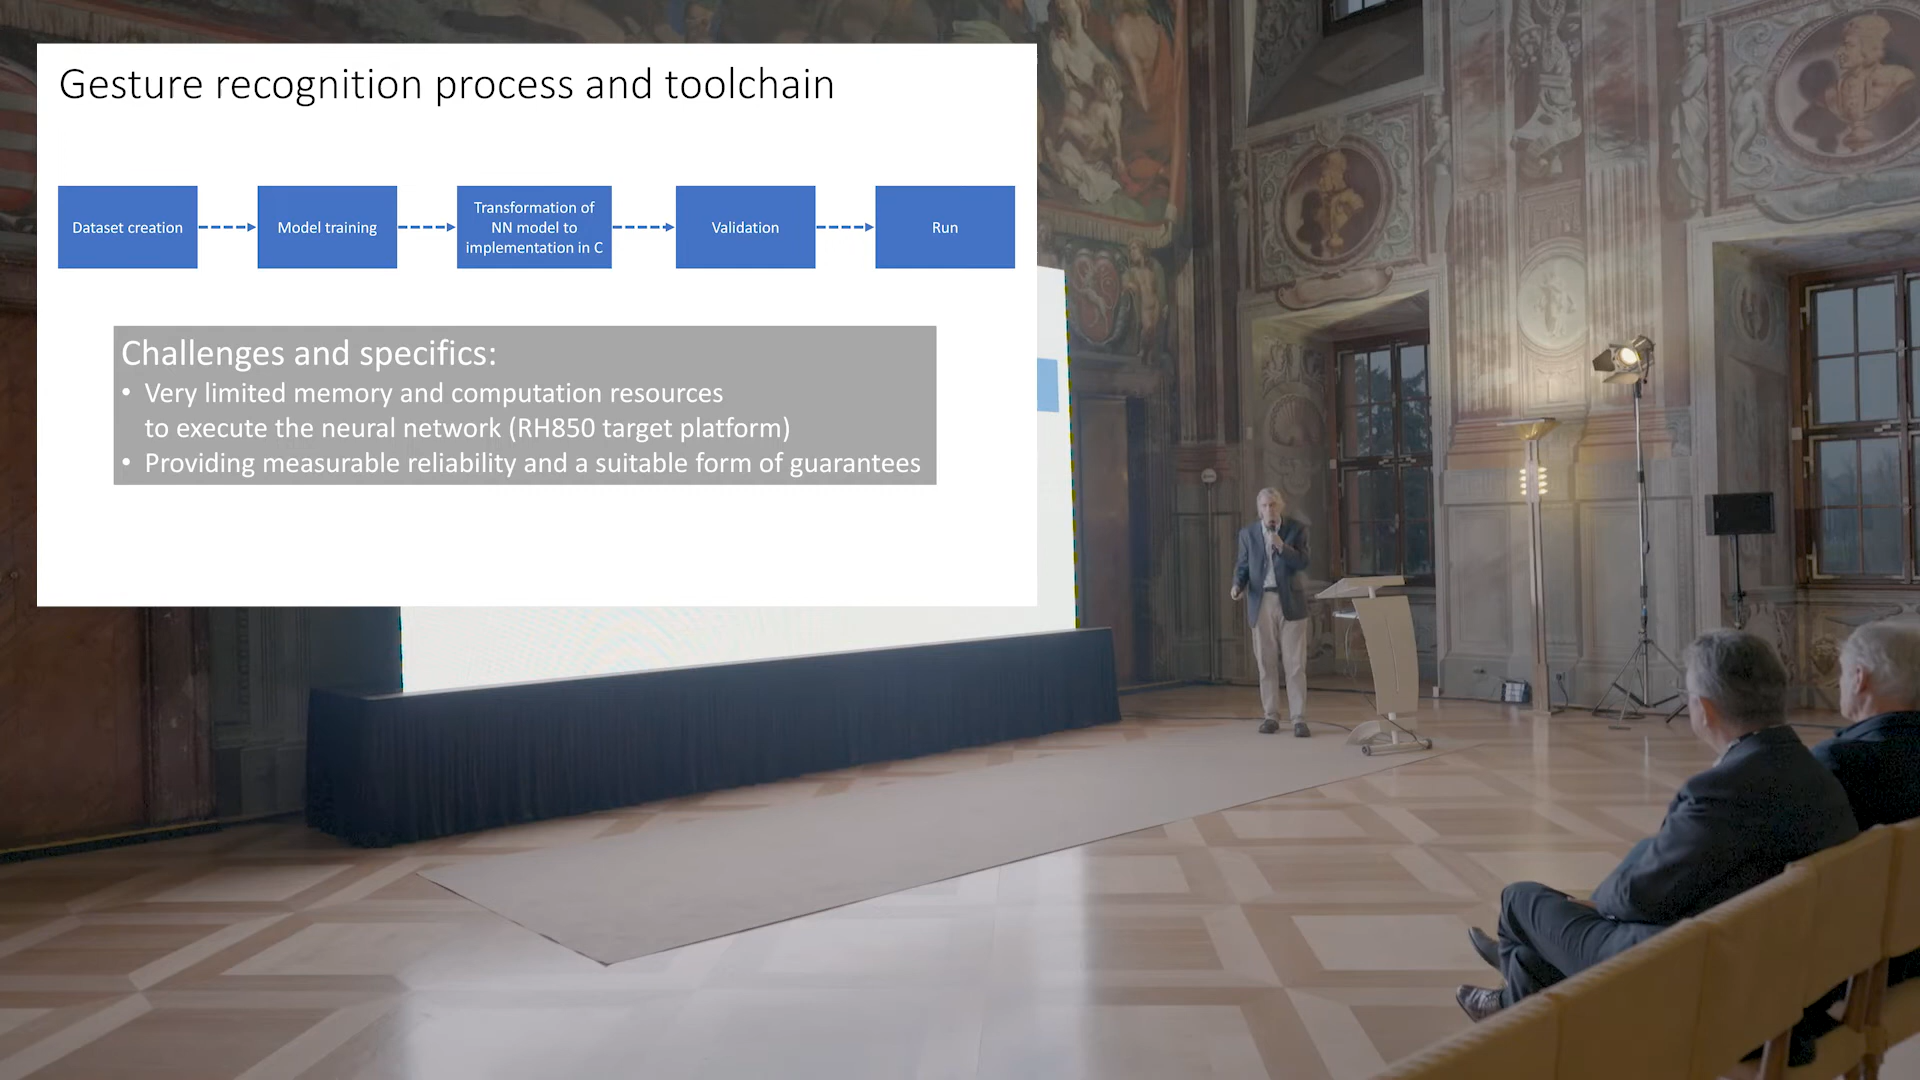 Gesture recognition process and toolchain
Dataset creation
Model training
Transformation of
NN model to
implementation in C
Validation
Run
Challenges and specifics:
• Very limited memory and computation resources
to execute the neural network (RH850 target platform)
• Providing measurable reliability and a suitable form of guarantees